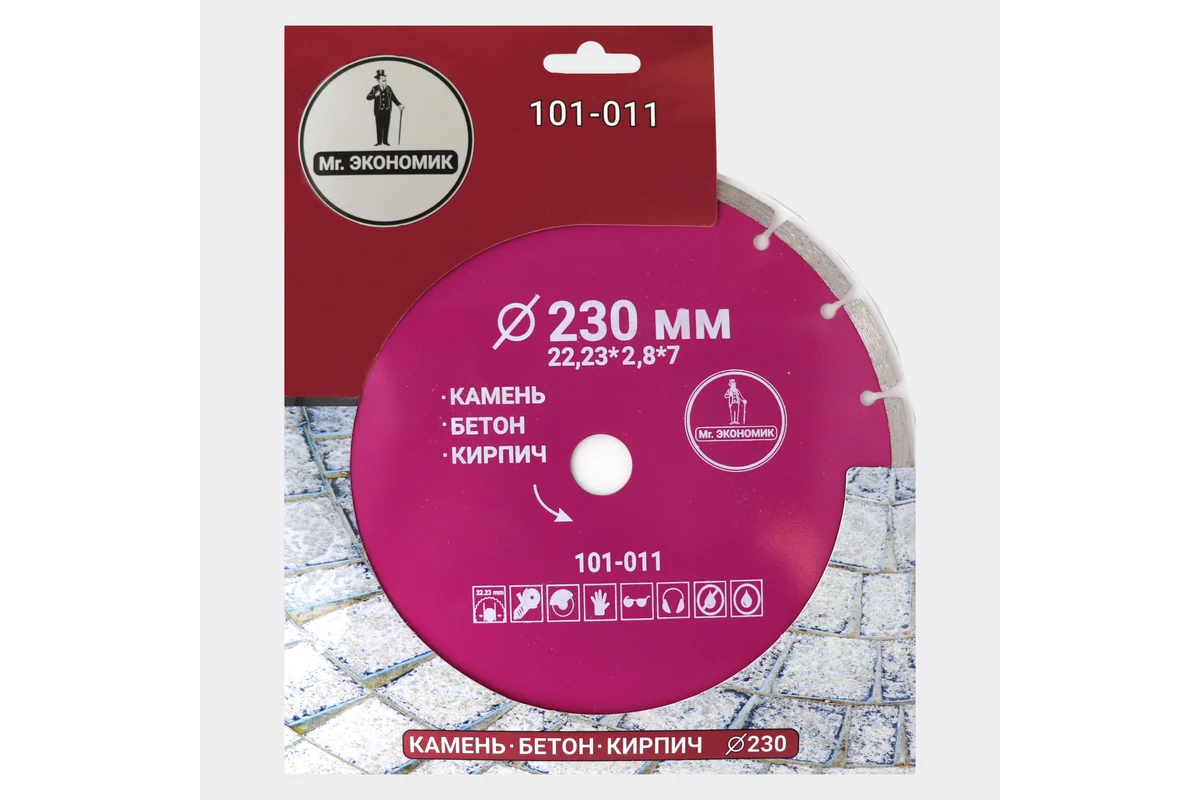 101-011
Mr. ЭКОНОМИК
Ø 230 мм
22,23*2,8*7
· КАМЕНЬ
· БЕТОН
· КИРПИЧ
Mr. ЭКОНОМИК
101-011
22.23 mm
КАМЕНЬ · БЕТОН · КИРПИЧ Ø230